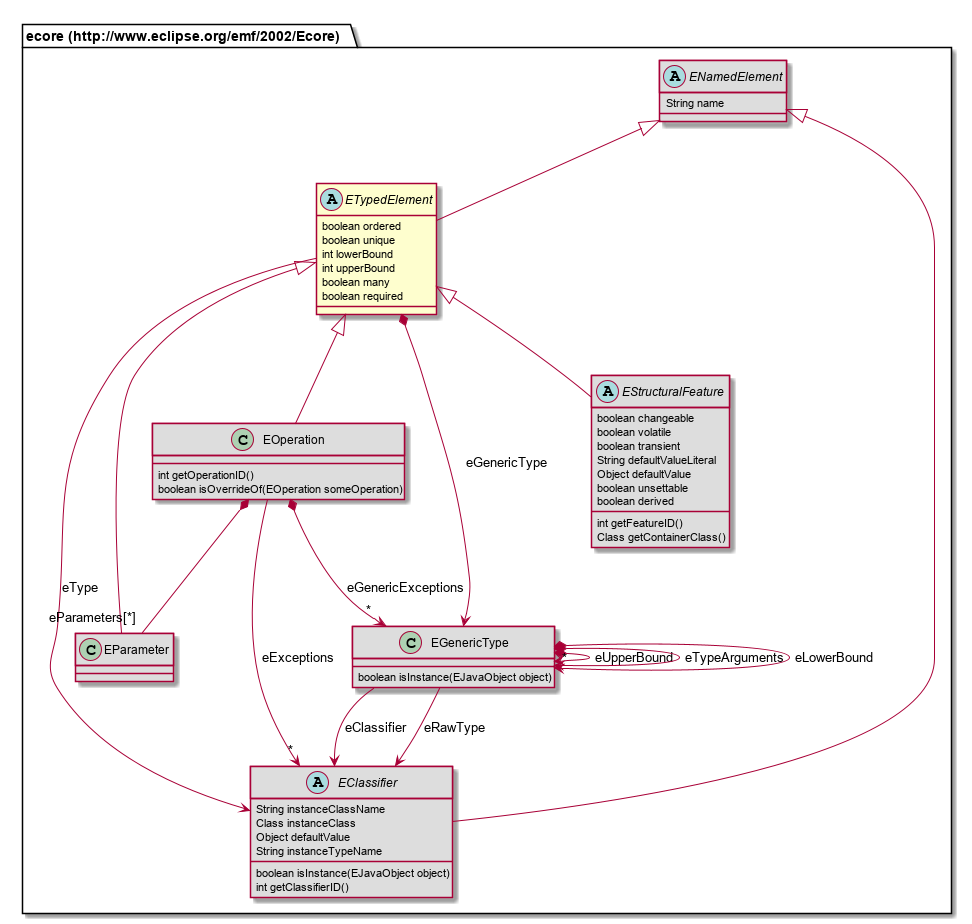 ecore (http://www.eclipse.org/emf/2002/Ecore)
A ENamedElement
String name
A ETypedElement
boolean ordered
boolean unique
int lowerBound
int upperBound
boolean many
boolean required
A EStructuralFeature
boolean changeable
boolean volatile
boolean transient
String defaultValueLiteral
Object defaultValue
boolean unsettable
boolean derived
int getFeatureID()
Class getContainerClass()
C EOperation
int getOperationID()
boolean isOverrideOf(EOperation someOperation)
eGenericType
eType
eGenericExceptions
*
eParameters[*]
C EParameter
eExceptions
*
C EGenericType
boolean isInstance(EJavaObject object)
*
eUpperBound
eTypeArguments
eLowerBound
eClassifier
eRawType
A EClassifier
String instanceClassName
Class instanceClass
Object defaultValue
String instanceTypeName
boolean isInstance(EJavaObject object)
int getClassifierID()